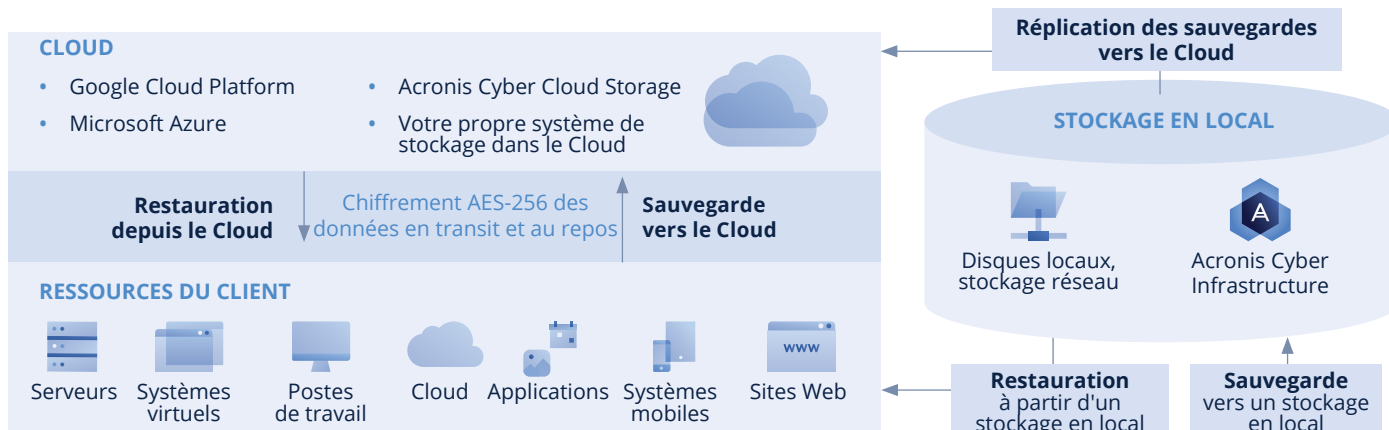 CLOUD
• Google Cloud Platform
• Microsoft Azure
• Acronis Cyber Cloud Storage
• Votre propre système de
stockage dans le Cloud
Restauration
depuis le Cloud
Chiffrement AES-256 des
données en transit et au repos
Sauvegarde
vers le Cloud
RESSOURCES DU CLIENT
Serveurs
Systèmes
virtuels
Postes
de travail
Cloud
Applications
Systèmes
mobiles
www
Sites Web
Réplication des sauvegardes
vers le Cloud
STOCKAGE EN LOCAL
Disques locaux,
stockage réseau
A
Acronis Cyber
Infrastructure
Restauration
à partir d'un
stockage en local
Sauvegarde
vers un stockage
en local